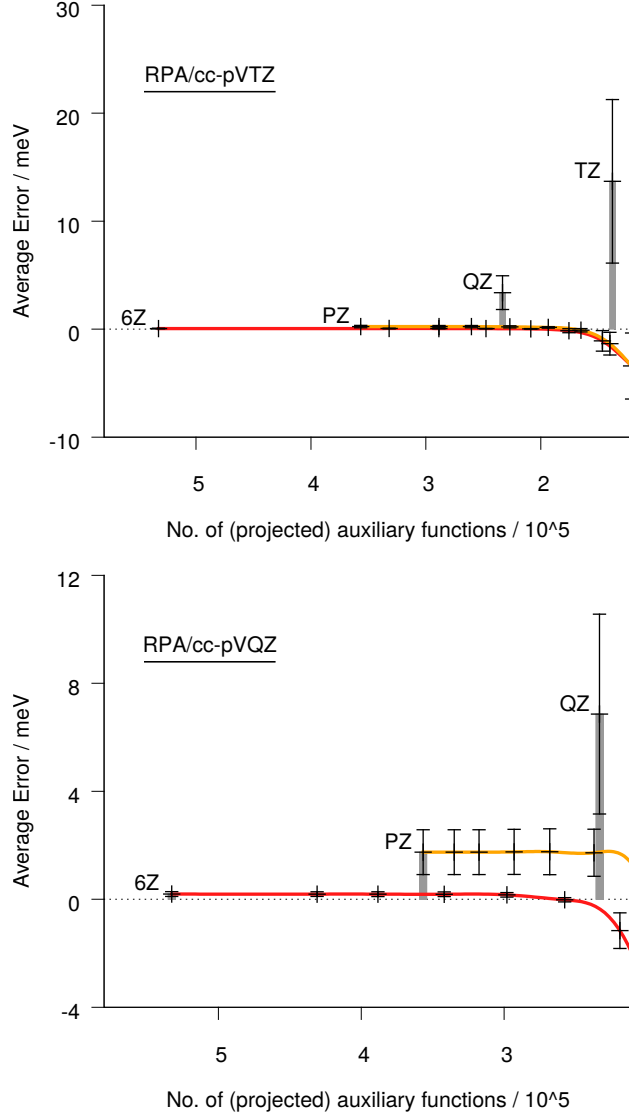 30
RPA/cc-pVTZ
20
TZ
Average Error / meV
10
QZ
6Z
PZ
0
-10
5 4 3 2
No. of (projected) auxiliary functions / 10^5
12
RPA/cc-pVQZ
8
QZ
Average Error / meV
4
PZ
6Z
0
-4
5 4 3
No. of (projected) auxiliary functions / 10^5